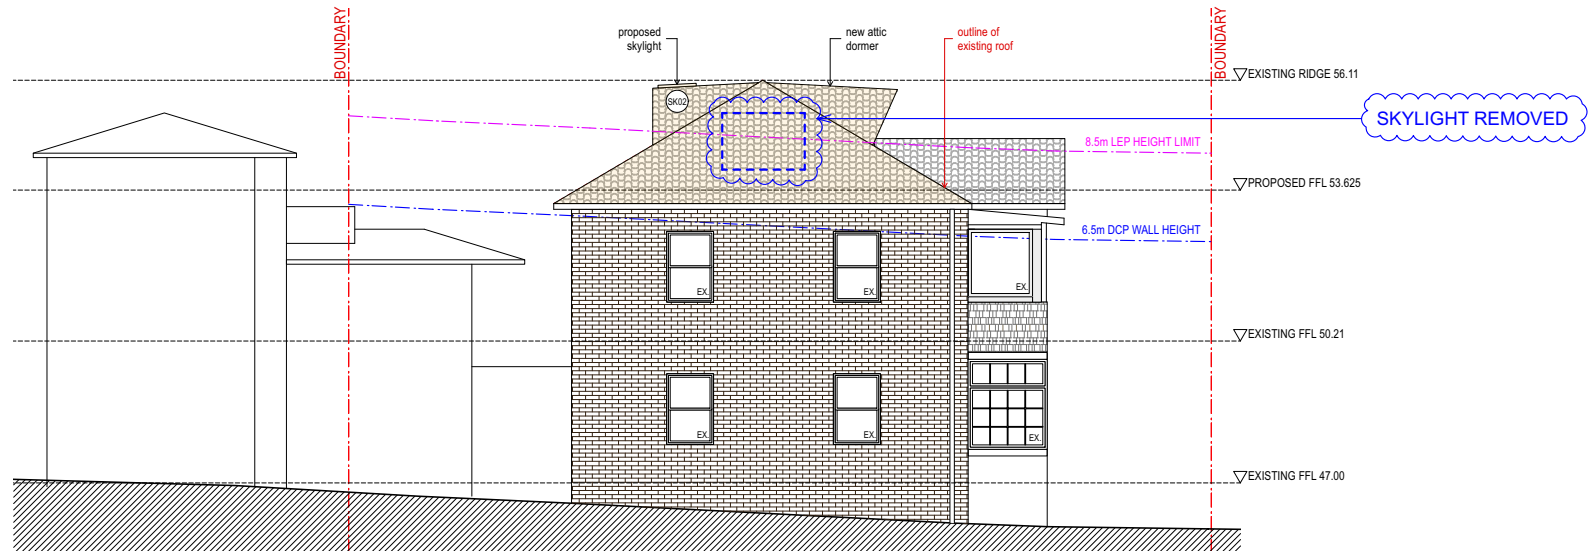 BOUNDARY
proposed
skylight
new attic
dormer
outline of
existing roof
BOUNDARY
EXISTING RIDGE 56.11
SK02
SKYLIGHT REMOVED
8.5m LEP HEIGHT LIMIT
PROPOSED FFL 53.625
6.5m DCP WALL HEIGHT
EX.
EX.
EX.
EXISTING FFL 50.21
EX.
EX.
EX.
EXISTING FFL 47.00